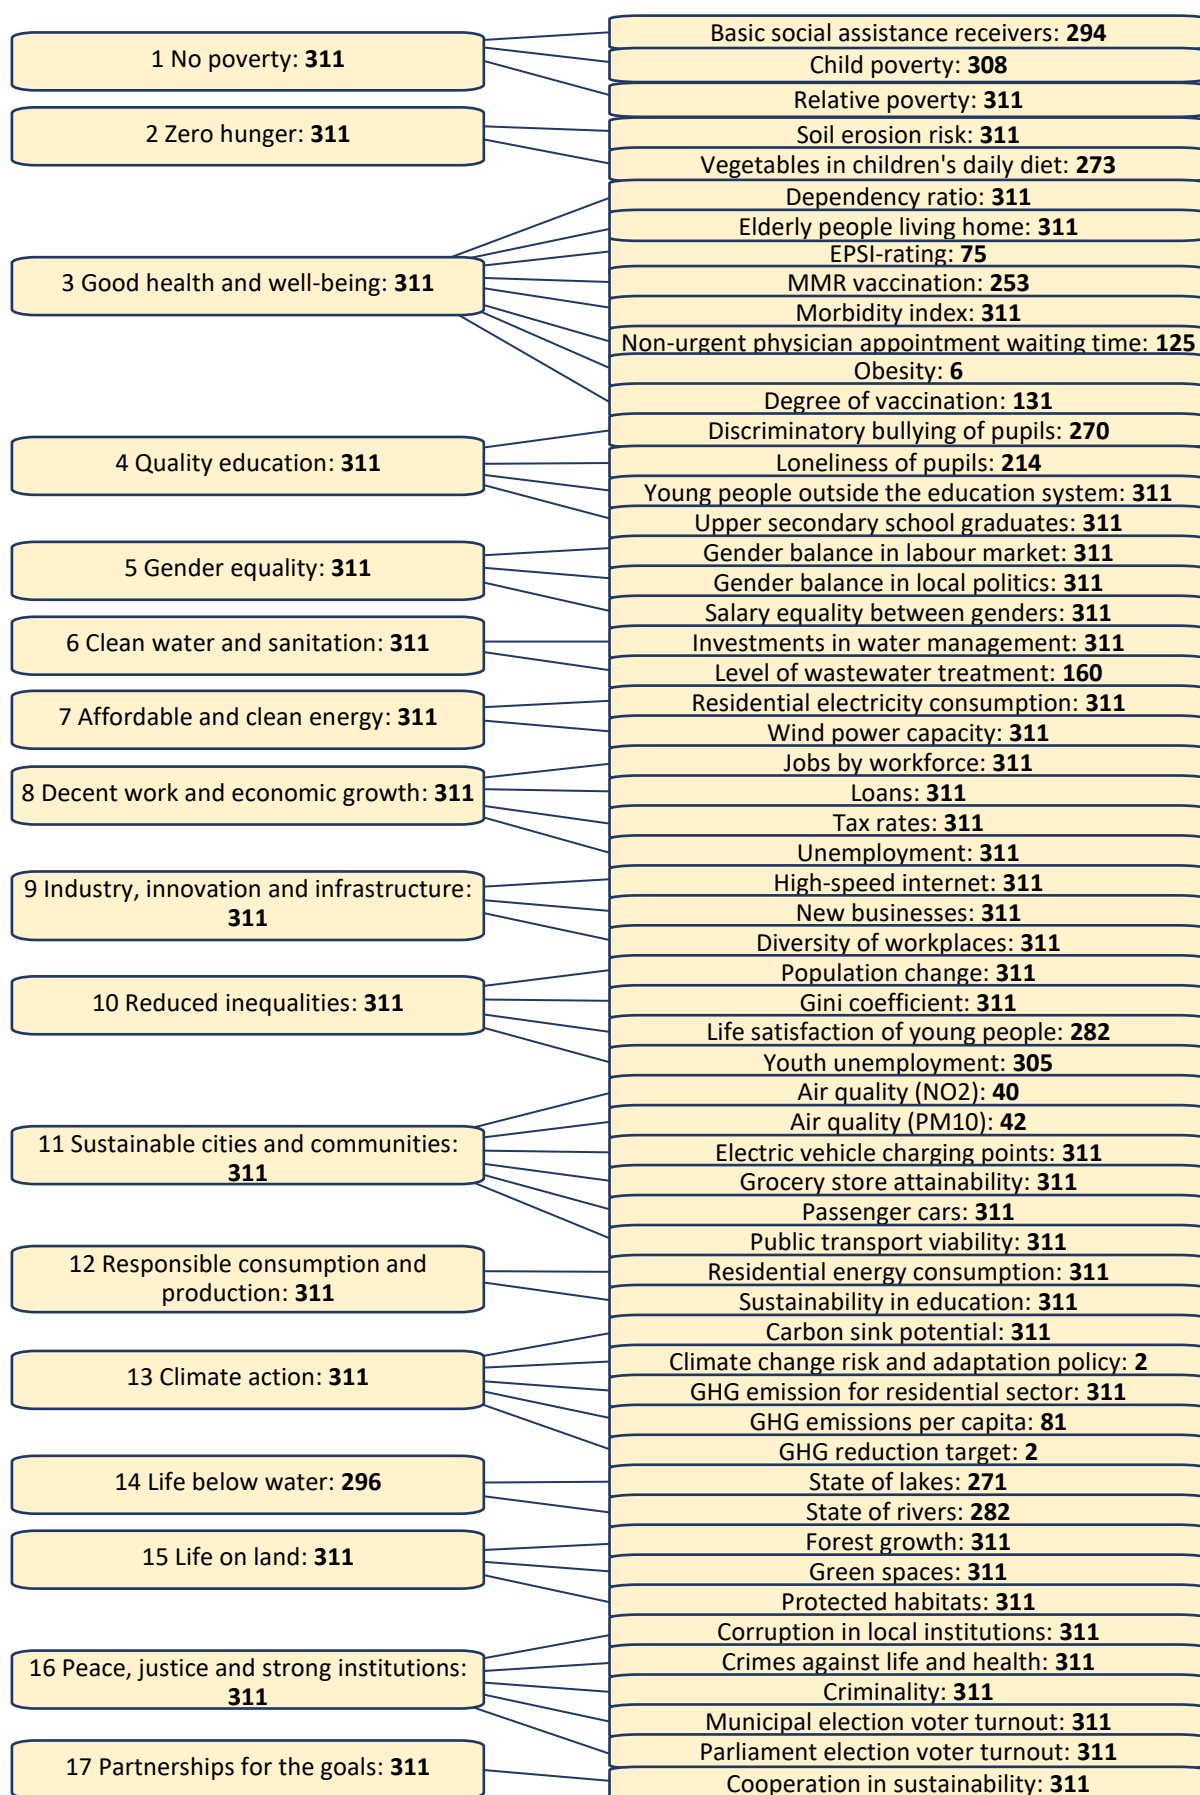 1 No poverty: 311
Basic social assistance receivers: 294
Child poverty: 308
Relative poverty: 311
2 Zero hunger: 311
Soil erosion risk: 311
Vegetables in children's daily diet: 273
3 Good health and well-being: 311
Dependency ratio: 311
Elderly people living home: 311
EPSI-rating: 75
MMR vaccination: 253
Morbidity index: 311
Non-urgent physician appointment waiting time: 125
Obesity: 6
Degree of vaccination: 131
4 Quality education: 311
Discriminatory bullying of pupils: 270
Loneliness of pupils: 214
Young people outside the education system: 311
Upper secondary school graduates: 311
5 Gender equality: 311
Gender balance in labour market: 311
Gender balance in local politics: 311
Salary equality between genders: 311
6 Clean water and sanitation: 311
Investments in water management: 311
Level of wastewater treatment: 160
7 Affordable and clean energy: 311
Residential electricity consumption: 311
Wind power capacity: 311
8 Decent work and economic growth: 311
Jobs by workforce: 311
Loans: 311
Tax rates: 311
Unemployment: 311
9 Industry, innovation and infrastructure:
311
High-speed internet: 311
New businesses: 311
Diversity of workplaces: 311
10 Reduced inequalities: 311
Population change: 311
Gini coefficient: 311
Life satisfaction of young people: 282
Youth unemployment: 305
11 Sustainable cities and communities:
311
Air quality (NO2): 40
Air quality (PM10): 42
Electric vehicle charging points: 311
Grocery store attainability: 311
Passenger cars: 311
Public transport viability: 311
12 Responsible consumption and
production: 311
Residential energy consumption: 311
Sustainability in education: 311
13 Climate action: 311
Carbon sink potential: 311
Climate change risk and adaptation policy: 2
GHG emission for residential sector: 311
GHG emissions per capita: 81
GHG reduction target: 2
14 Life below water: 296
State of lakes: 271
State of rivers: 282
15 Life on land: 311
Forest growth: 311
Green spaces: 311
Protected habitats: 311
16 Peace, justice and strong institutions:
311
Corruption in local institutions: 311
Crimes against life and health: 311
Criminality: 311
Municipal election voter turnout: 311
Parliament election voter turnout: 311
17 Partnerships for the goals: 311
Cooperation in sustainability: 311